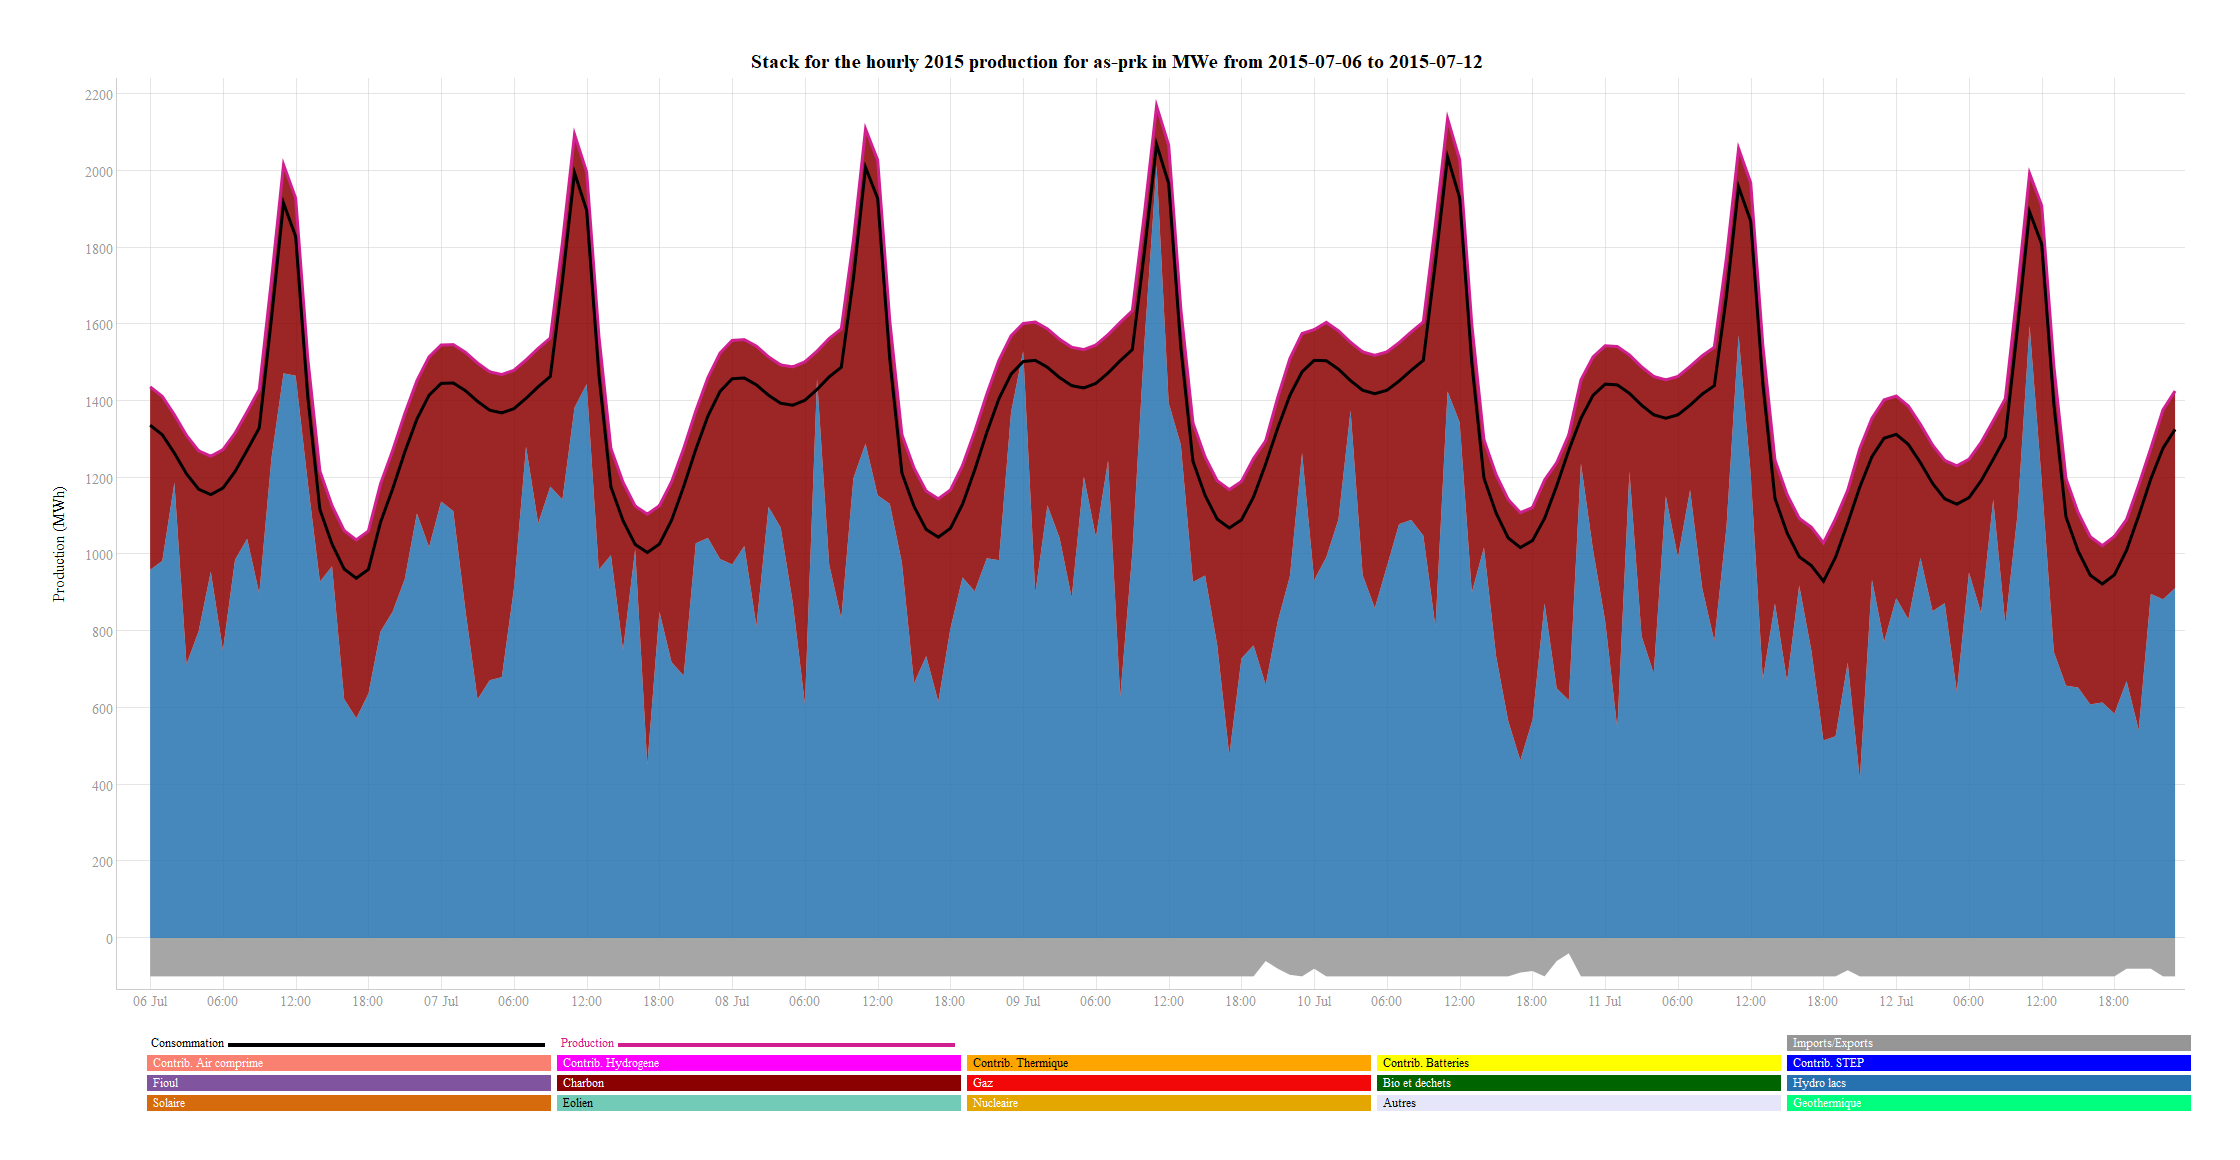 Stack for the hourly 2015 production for as-prk in MWe from 2015-07-06 to 2015-07-12
Production (MWh)
2200
2000
1800
1600
1400
1200
1000
800
600
400
200
0
06 Jul 06:00 12:00 18:00 07 Jul 06:00 12:00 18:00 08 Jul 06:00 12:00 18:00 09 Jul 06:00 12:00 18:00 10 Jul 06:00 12:00 18:00 11 Jul 06:00 12:00 18:00 12 Jul 06:00 12:00 18:00
Consommation Production Imports/Exports
Contrib. Air comprime Contrib. Hydrogene Contrib. Thermique Contrib. Batteries Contrib. STEP
Fioul Charbon Gaz Bio et dechets Hydro lacs
Solaire Eolien Nucleaire Autres Geothermique